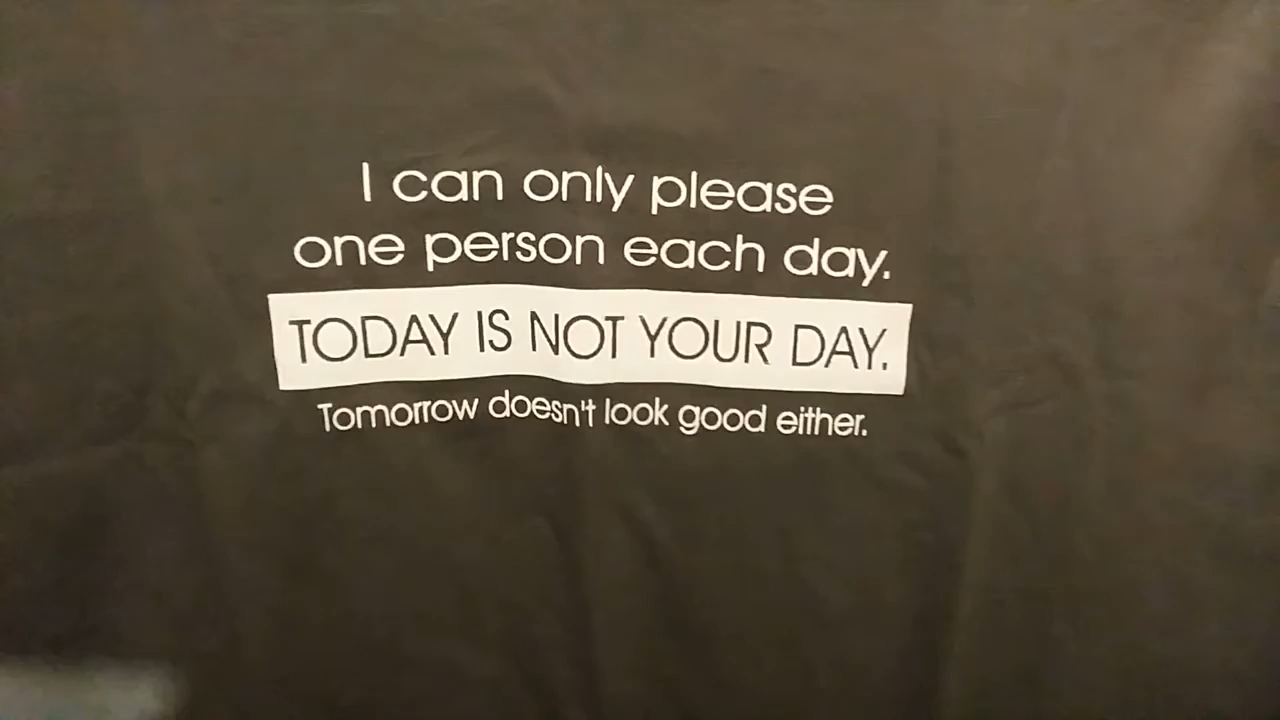 I can only please
one person each day.
TODAY IS NOT YOUR DAY.
Tomorrow doesn't look good either.